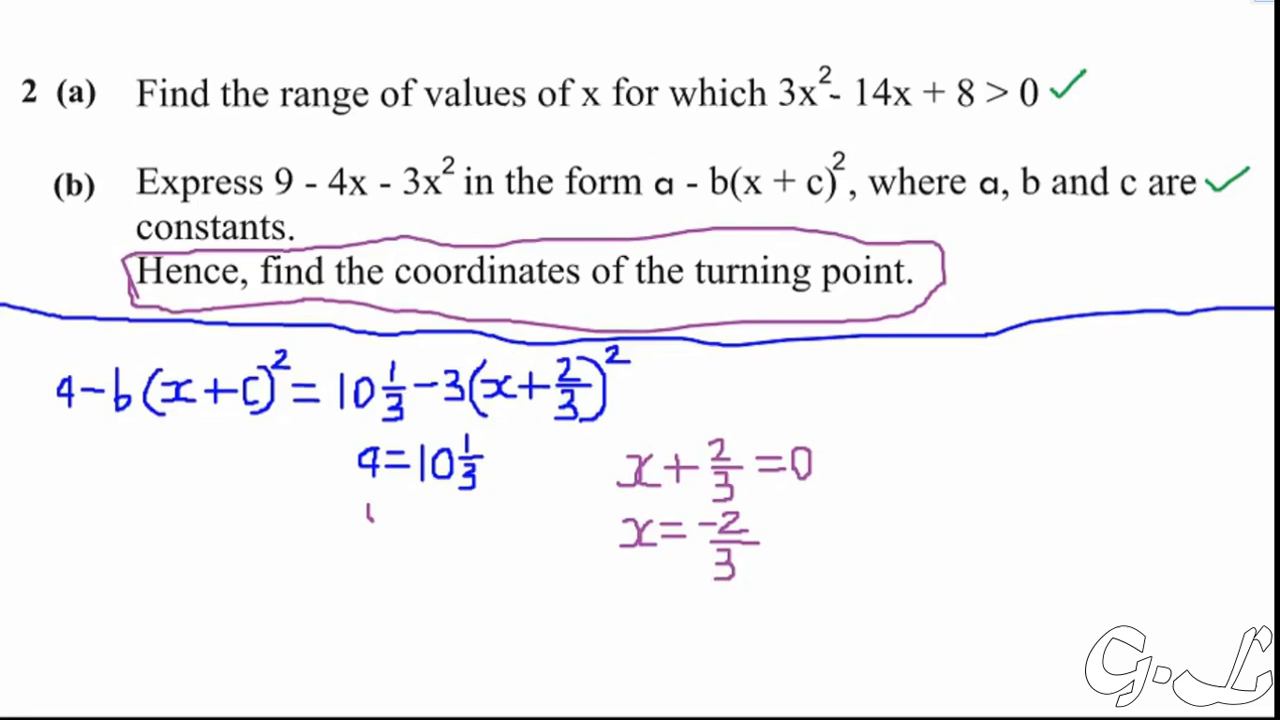 2 (a) Find the range of values of x for which 3x² - 14x + 8 > 0 ✓
(b) Express 9 - 4x - 3x² in the form a - b(x + c)², where a, b and c are ✓
constants.
Hence, find the coordinates of the turning point.
a-b(x+c)² = 10 1/3 - 3(x+2/3)²
a=10 1/3
x+2/3=0
x=-2/3
G.L